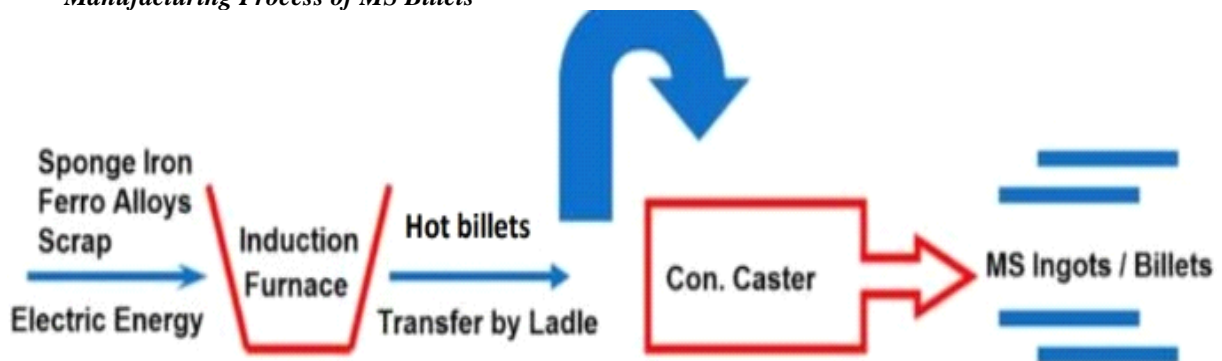 Manufacturing Process of MS Billets
Sponge Iron
Ferro Alloys
Scrap
Electric Energy
Induction
Furnace
Hot billets
Transfer by Ladle
Con. Caster
MS Ingots / Billets